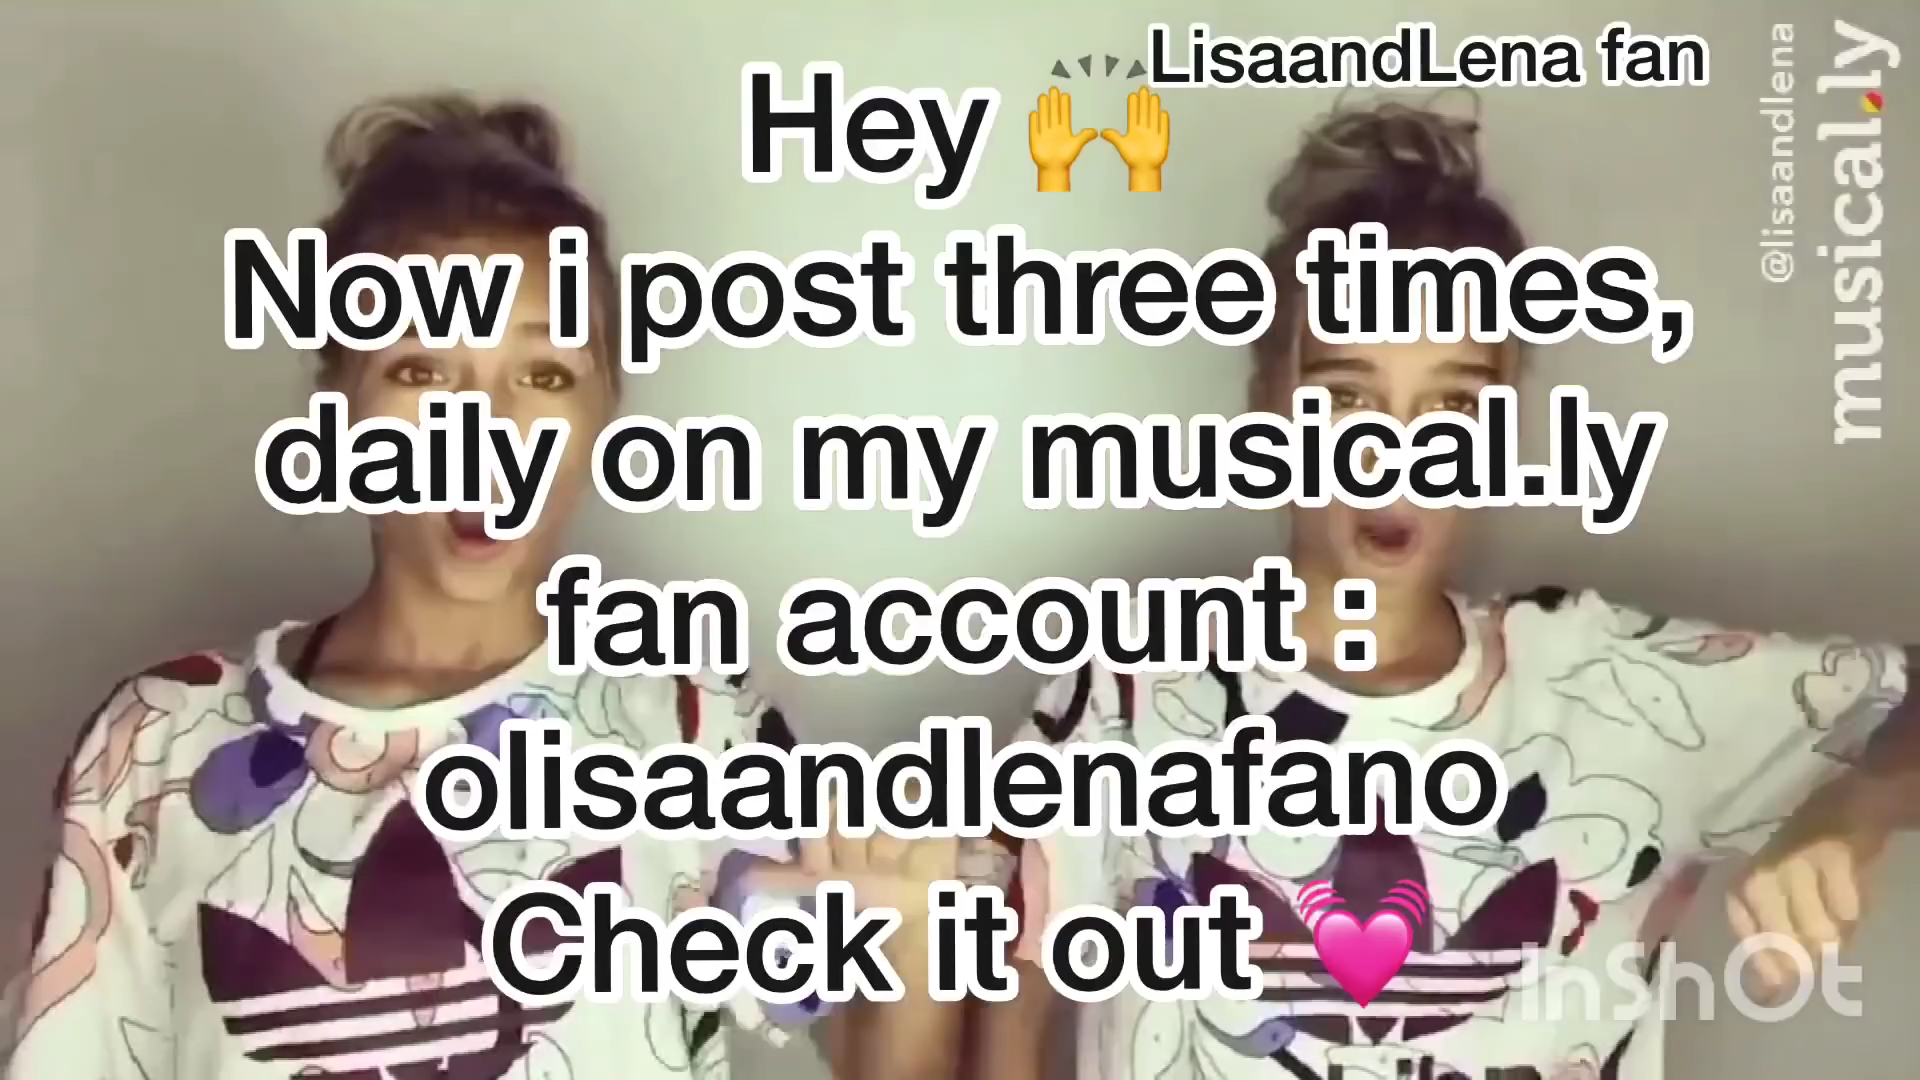 LisaandLena fan
Hey 🙌
Now i post three times,
daily on my musical.ly
fan account :
olisaandlenafano
Check it out 💓
@lisaandlena
musical.ly
InShOt